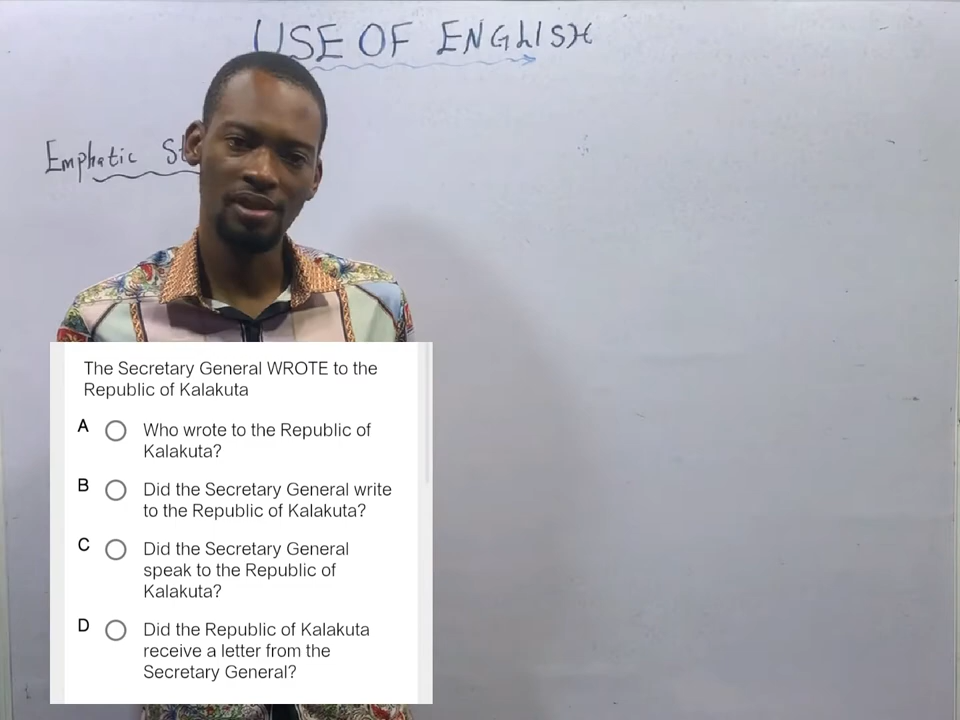 USE OF ENGLISH
Emphatic
The Secretary General WROTE to the
Republic of Kalakuta
A Who wrote to the Republic of
Kalakuta?
B Did the Secretary General write
to the Republic of Kalakuta?
C Did the Secretary General
speak to the Republic of
Kalakuta?
D Did the Republic of Kalakuta
receive a letter from the
Secretary General?